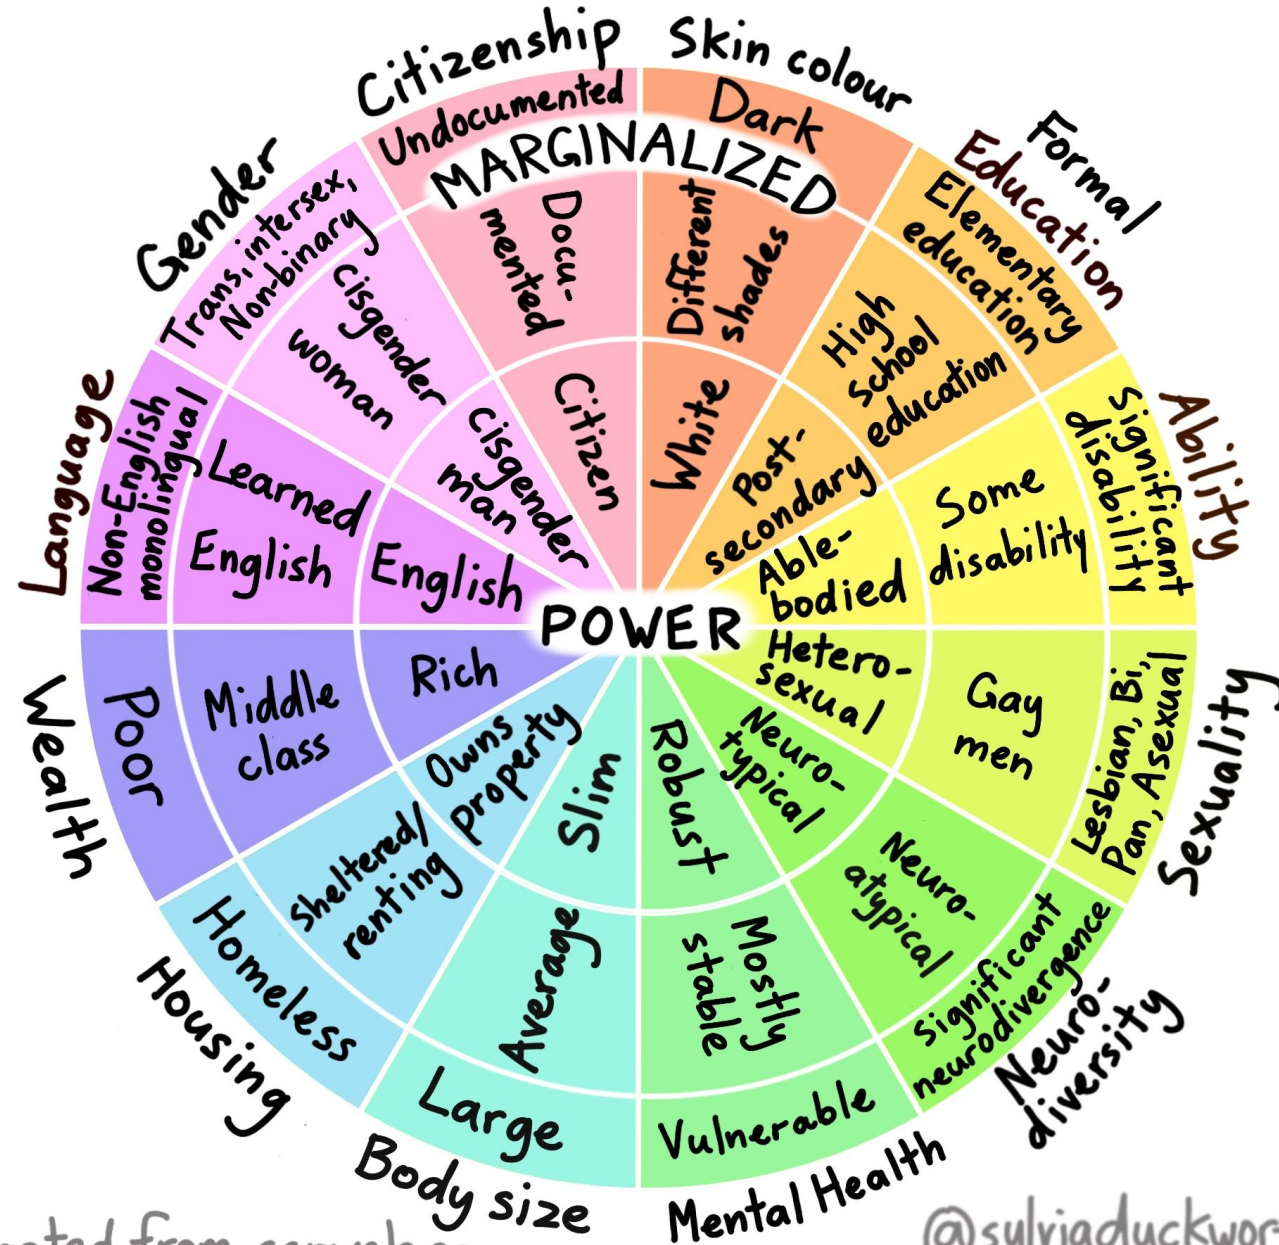 Citizenship
Undocumented
Docu-
mented
Citizen
Skin colour
Dark
Different
shades
White
Formal
Education
Elementary
education
High
school
education
Post-
secondary
Ability
Significant
disability
Some
disability
Able-
bodied
Sexuality
Lesbian, Bi,
Pan, Asexual
Gay
men
Hetero-
sexual
Neuro-
diversity
Significant
neurodivergence
Neuro-
atypical
Neuro-
typical
Mental Health
Vulnerable
Mostly
stable
Robust
Body size
Large
Average
Slim
Housing
Homeless
Sheltered/
renting
Owns
property
Wealth
Poor
Middle
class
Rich
Language
Non-English
monolingual
Learned
English
English
Gender
Trans, intersex,
Non-binary
Cisgender
woman
Cisgender
man
MARGINALIZED
POWER
from
@sylviaduckwor